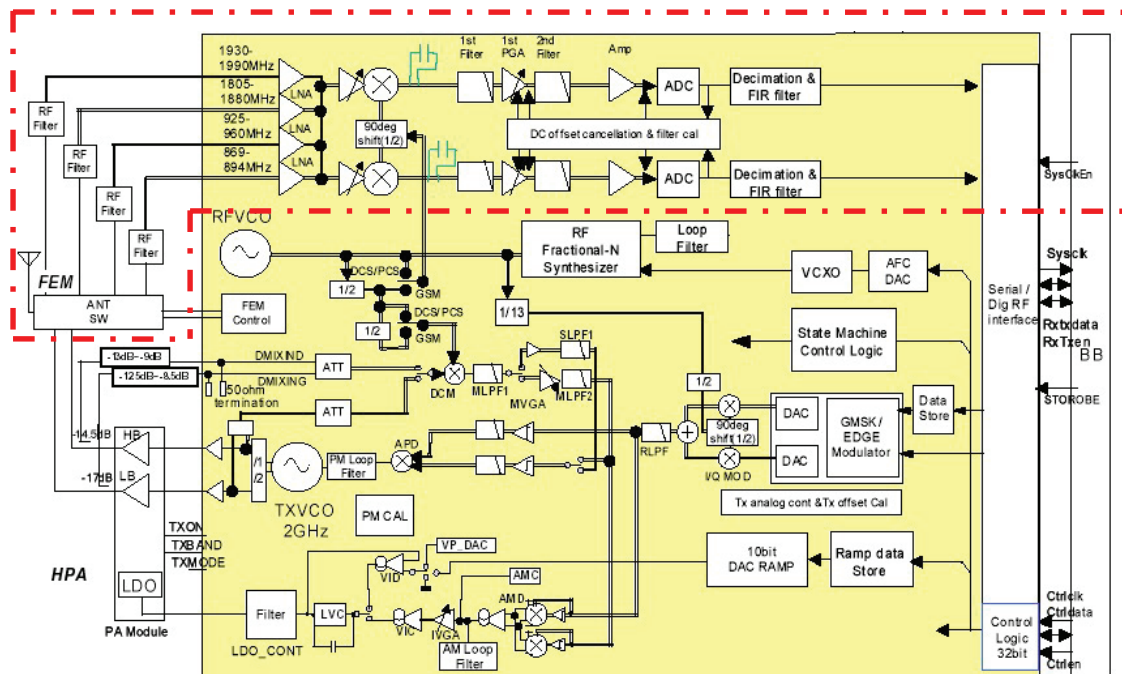 1930-
1990MHz
1805-
1880MHz
925-
960MHz
869-
894MHz
LNA
LNA
LNA
RF
Filter
RF
Filter
RF
Filter
RF
Filter
1st
Filter
1st
PGA
2nd
Filter
Amp
ADC
Decimation &
FIR filter
90deg
shift(1/2)
DC offset cancellation & filter cal
ADC
Decimation &
FIR filter
SysClkEn
RFVCO
RF
Fractional-N
Synthesizer
Loop
Filter
FEM
ANT
SW
FEM
Control
DCS/PCS
1/2
GSM
DCS/PCS
1/2
GSM
1/13
VCXO
AFC
DAC
Serial /
Dig RF
interface
Sysclk
Rxtxdata
RxTxen
BB
STOROBE
State Machine
Control Logic
-13dB~-9dB
-125dB~-8.5dB
50ohm
termination
DMIXIND
DMIXING
ATT
ATT
DCM
MLPF1
MVGA
SLPF1
MLPF2
1/2
DAC
DAC
90deg
shift(1/2)
GMSK/
EDGE
Modulator
Data
Store
RLPF
I/Q MOD
Tx analog cont &Tx offset Cal
-14.5dB
HB
-17dB
LB
/1
/2
TXVCO
2GHz
PM Loop
Filter
APD
PM CAL
TXON
TXBAND
TXMODE
HPA
LDO
PA Module
Filter
LDO_CONT
LVC
VID
VP_DAC
VIC
IVGA
AMC
AMD
AM Loop
Filter
10bit
DAC RAMP
Ramp data
Store
Control
Logic
32bit
Ctrlclk
Ctrldata
Ctrlen